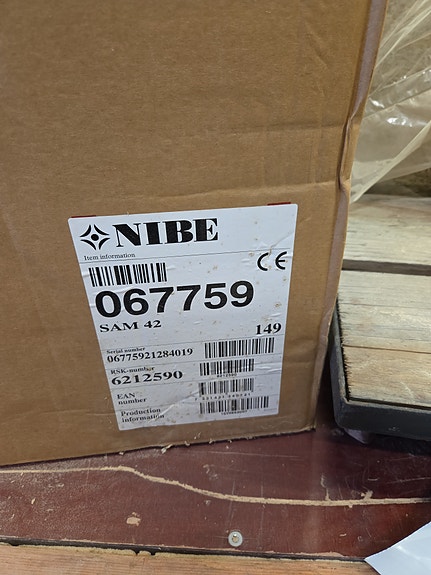 NIBE
Item information
CE
067759
SAM 42
149
Serial number
06775921284019
RSK-number
6212590
EAN
number
Production
information